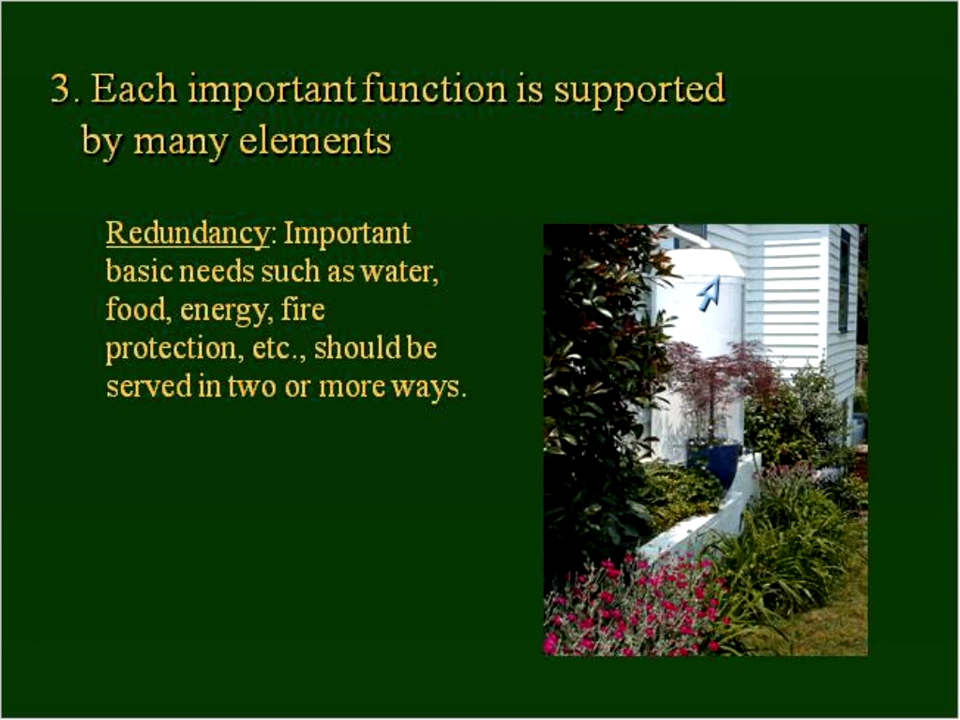 3. Each important function is supported
by many elements
Redundancy: Important
basic needs such as water,
food, energy, fire
protection, etc., should be
served in two or more ways.